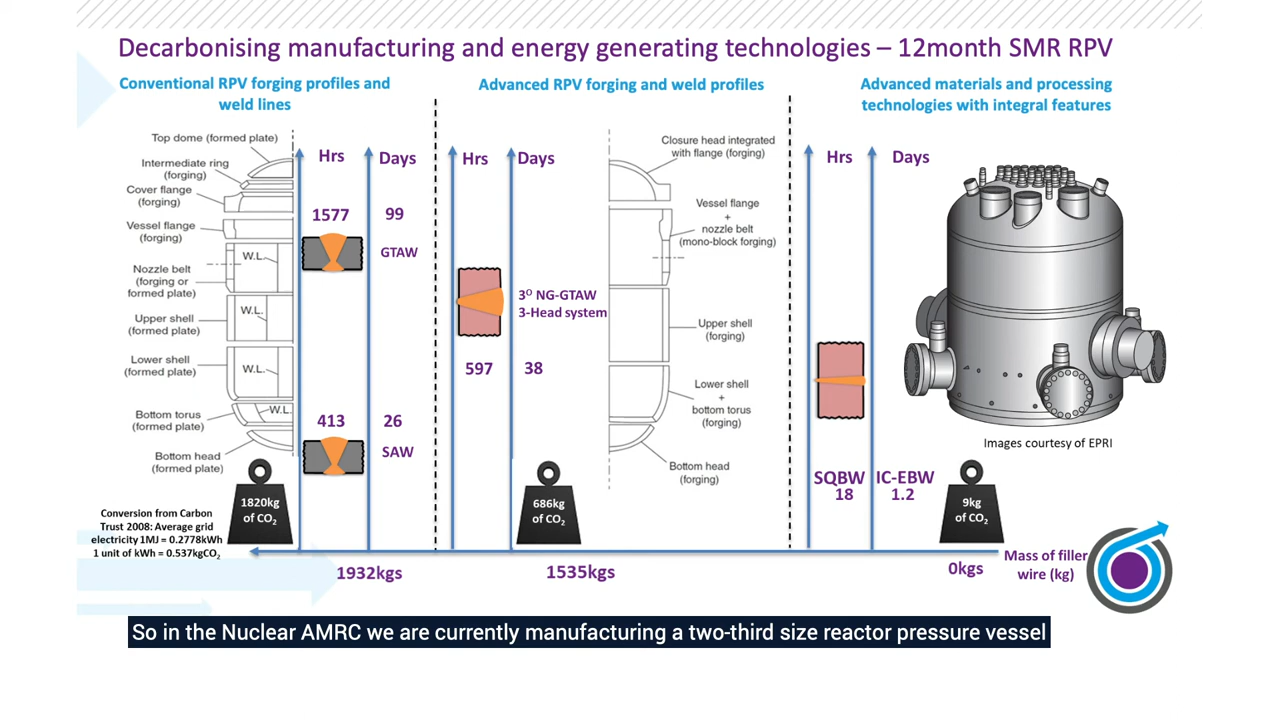 Decarbonising manufacturing and energy generating technologies – 12month SMR RPV
Conventional RPV forging profiles and
weld lines
Top dome (formed plate)
Intermediate ring
(forging)
Cover flange
(forging)
Vessel flange
(forging)
Nozzle belt
(forging or
formed plate)
Upper shell
(formed plate)
Lower shell
(formed plate)
Bottom torus
(formed plate)
Bottom head
(formed plate)
W.L.
W.L.
W.L.
W.L.
Hrs
Days
1577
99
GTAW
413
26
SAW
1820kg
of CO2
Conversion from Carbon
Trust 2008: Average grid
electricity 1MJ = 0.2778kWh
1 unit of kWh = 0.537kgCO2
1932kgs
Advanced RPV forging and weld profiles
Hrs
Days
3O NG-GTAW
3-Head system
597
38
Closure head integrated
with flange (forging)
Vessel flange
+
nozzle belt
(mono-block forging)
Upper shell
(forging)
Lower shell
+
bottom torus
(forging)
Bottom head
(forging)
686kg
of CO2
1535kgs
Advanced materials and processing
technologies with integral features
Hrs
Days
Images courtesy of EPRI
SQBW
18
IC-EBW
1.2
9kg
of CO2
0kgs
Mass of filler
wire (kg)
So in the Nuclear AMRC we are currently manufacturing a two-third size reactor pressure vessel